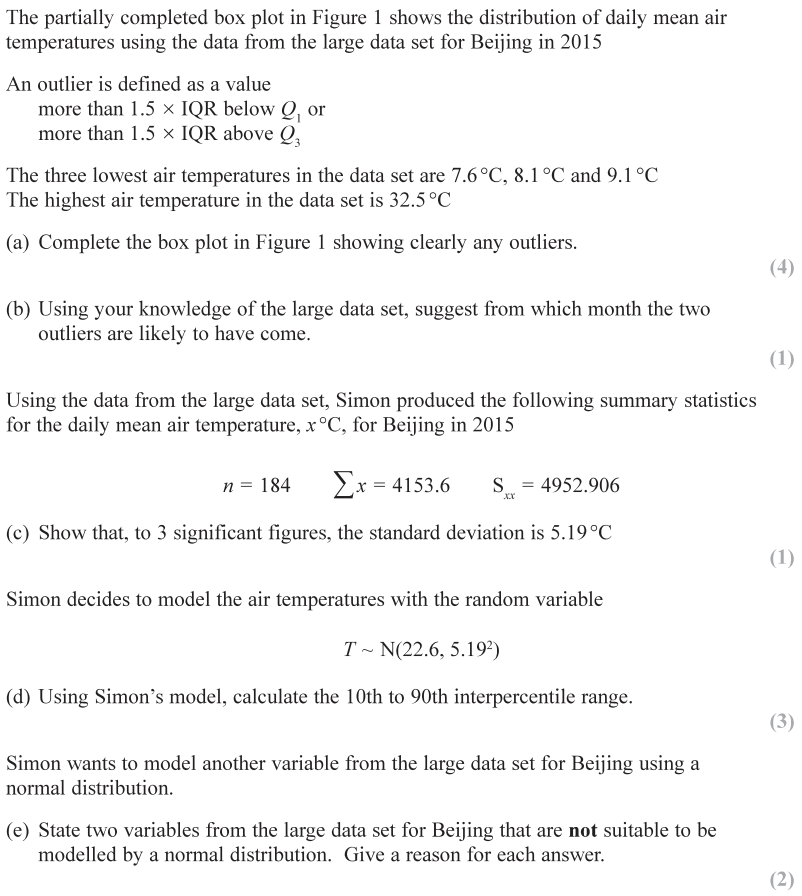 The partially completed box plot in Figure 1 shows the distribution of daily mean air
temperatures using the data from the large data set for Beijing in 2015
An outlier is defined as a value
more than 1.5 × IQR below Q₁ or
more than 1.5 × IQR above Q₃
The three lowest air temperatures in the data set are 7.6 °C, 8.1 °C and 9.1 °C
The highest air temperature in the data set is 32.5 °C
(a) Complete the box plot in Figure 1 showing clearly any outliers.
(4)
(b) Using your knowledge of the large data set, suggest from which month the two
outliers are likely to have come.
(1)
Using the data from the large data set, Simon produced the following summary statistics
for the daily mean air temperature, x °C, for Beijing in 2015
n = 184 ∑x = 4153.6 Sₓₓ = 4952.906
(c) Show that, to 3 significant figures, the standard deviation is 5.19 °C
(1)
Simon decides to model the air temperatures with the random variable
T ~ N(22.6, 5.19²)
(d) Using Simon’s model, calculate the 10th to 90th interpercentile range.
(3)
Simon wants to model another variable from the large data set for Beijing using a
normal distribution.
(e) State two variables from the large data set for Beijing that are not suitable to be
modelled by a normal distribution. Give a reason for each answer.
(2)